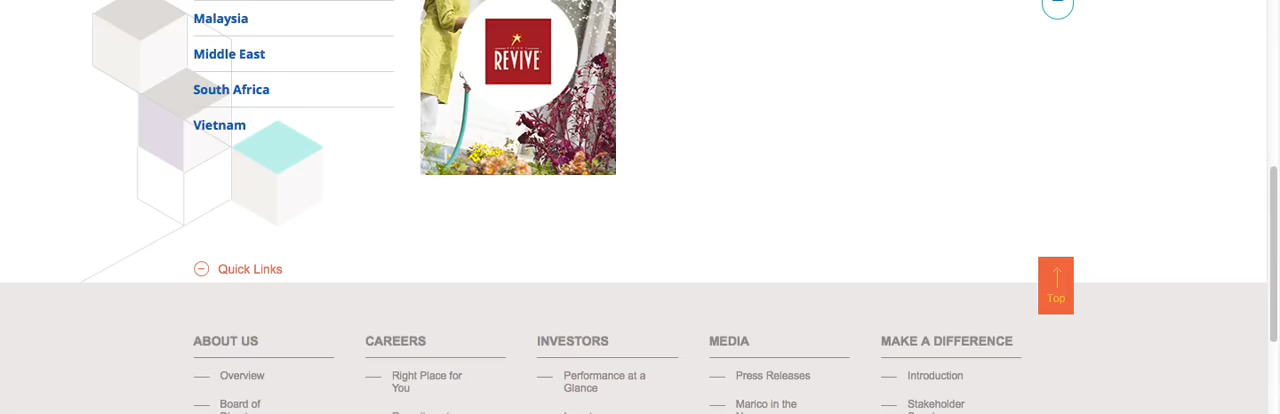 Malaysia
Middle East
South Africa
Vietnam
REVIVE
Quick Links
Top
ABOUT US
CAREERS
INVESTORS
MEDIA
MAKE A DIFFERENCE
Overview
Right Place for
You
Performance at a
Glance
Press Releases
Introduction
Board of
Marico in the
Stakeholder